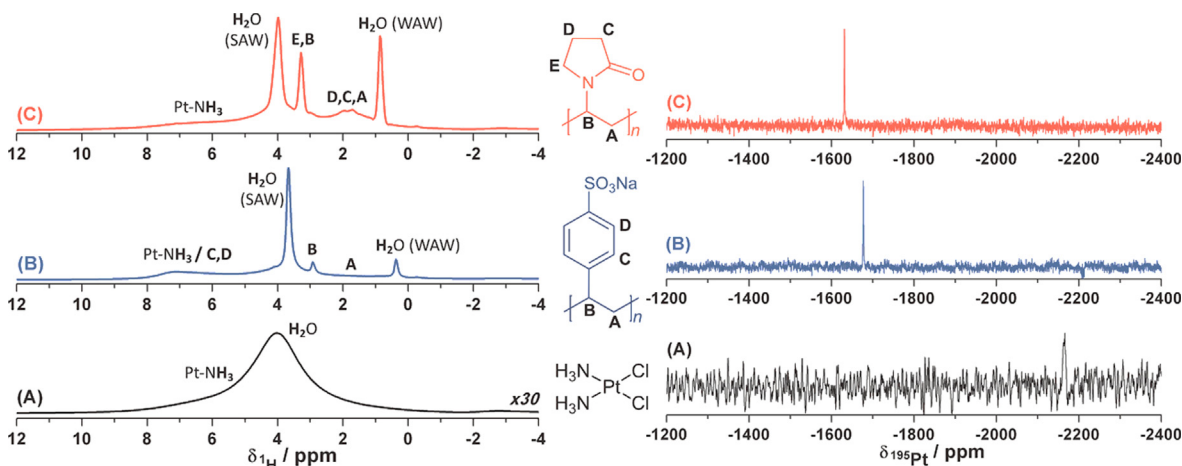 H₂O
(SAW)
E,B
H₂O (WAW)
Pt-NH₃
D,C,A
(C)
12 10 8 6 4 2 0 -2 -4
D C
E
N O
B A n
(C)
-1200 -1400 -1600 -1800 -2000 -2200 -2400
H₂O
(SAW)
Pt-NH₃ / C,D
B
A
H₂O (WAW)
(B)
12 10 8 6 4 2 0 -2 -4
SO₃Na
D
C
B A n
(B)
-1200 -1400 -1600 -1800 -2000 -2200 -2400
H₂O
Pt-NH₃
(A)
x30
12 10 8 6 4 2 0 -2 -4
δ¹H / ppm
H₃N Cl
Pt
H₃N Cl
(A)
-1200 -1400 -1600 -1800 -2000 -2200 -2400
δ¹⁹⁵Pt / ppm